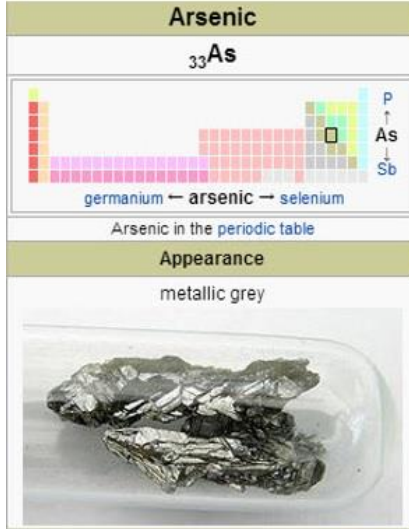 Arsenic
33As
P
↑
As
↓
Sb
germanium ← arsenic → selenium
Arsenic in the periodic table
Appearance
metallic grey